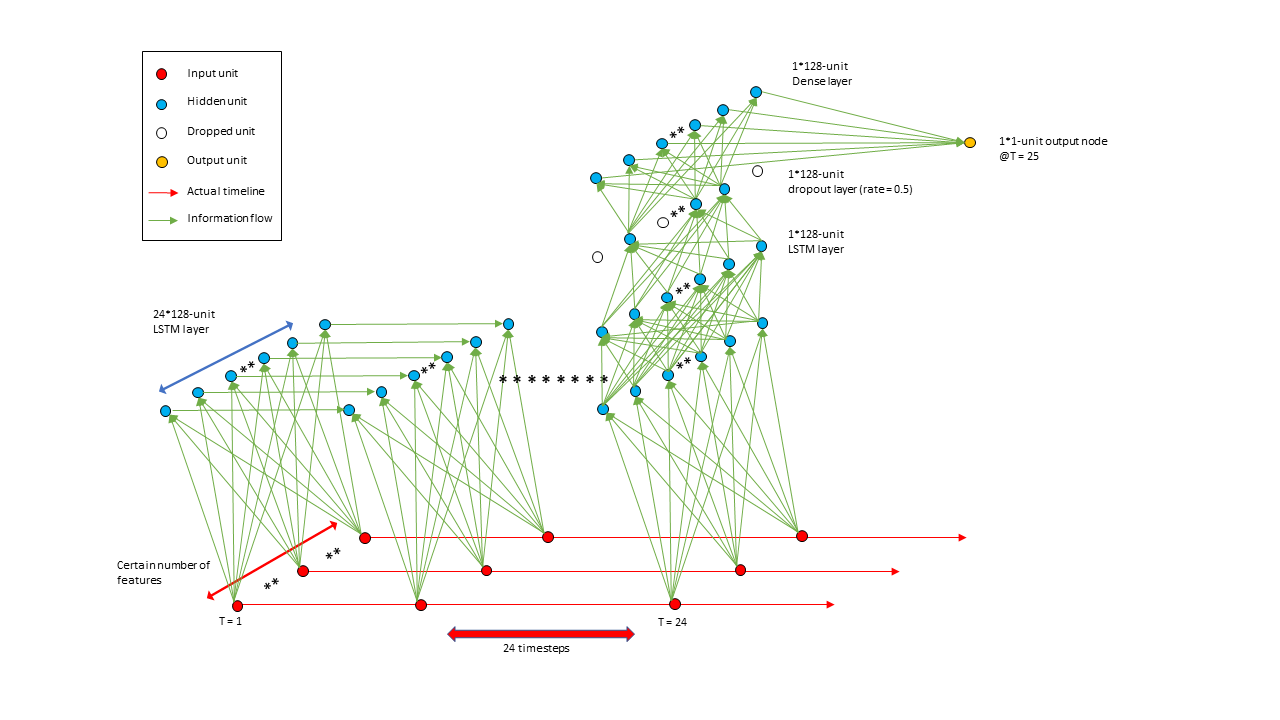 Input unit
Hidden unit
Dropped unit
Output unit
Actual timeline
Information flow
1*128-unit
Dense layer
1*1-unit output node
@T = 25
1*128-unit
dropout layer (rate = 0.5)
1*128-unit
LSTM layer
24*128-unit
LSTM layer
**
**
**
**
**
**
* * * * * * * *
**
**
Certain number of
features
T = 1
T = 24
24 timesteps